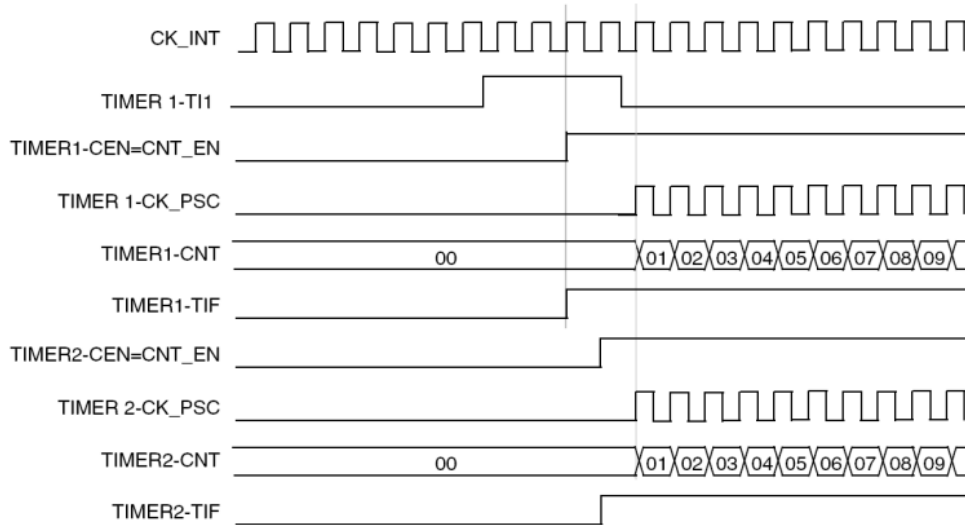 CK_INT
TIMER 1-TI1
TIMER1-CEN=CNT_EN
TIMER 1-CK_PSC
TIMER1-CNT 00 01 02 03 04 05 06 07 08 09
TIMER1-TIF
TIMER2-CEN=CNT_EN
TIMER 2-CK_PSC
TIMER2-CNT 00 01 02 03 04 05 06 07 08 09
TIMER2-TIF